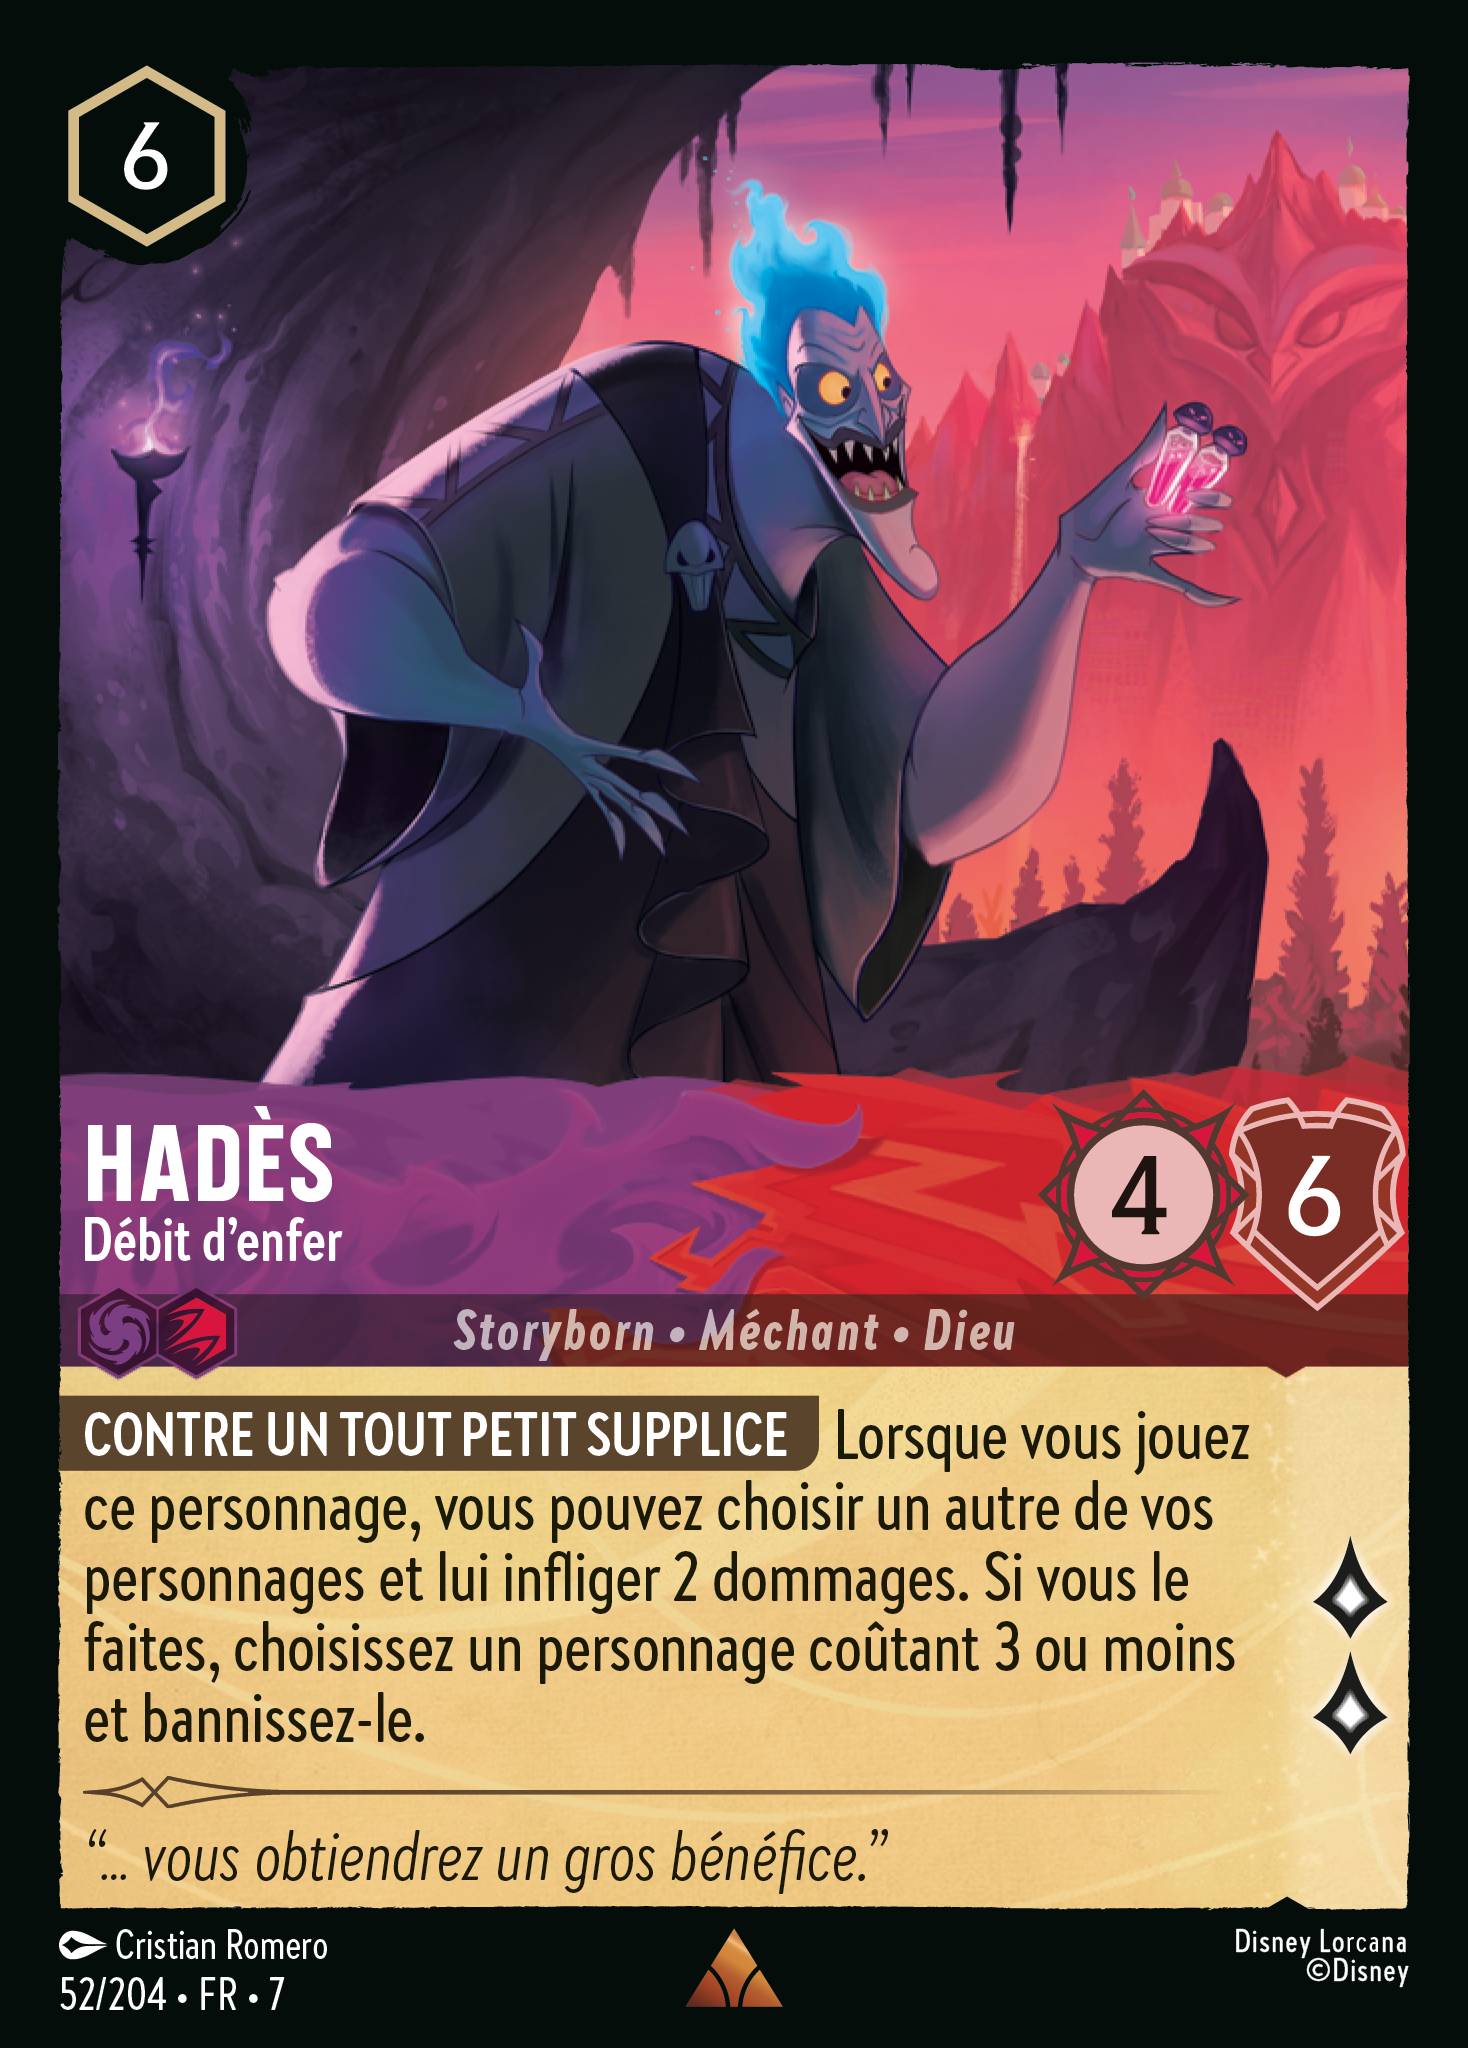 6
HADÈS
Débit d’enfer
4
6
Storyborn • Méchant • Dieu
CONTRE UN TOUT PETIT SUPPLICE Lorsque vous jouez
ce personnage, vous pouvez choisir un autre de vos
personnages et lui infliger 2 dommages. Si vous le
faites, choisissez un personnage coûtant 3 ou moins
et bannissez-le.
“... vous obtiendrez un gros bénéfice.”
Cristian Romero
52/204 • FR • 7
Disney Lorcana
©Disney